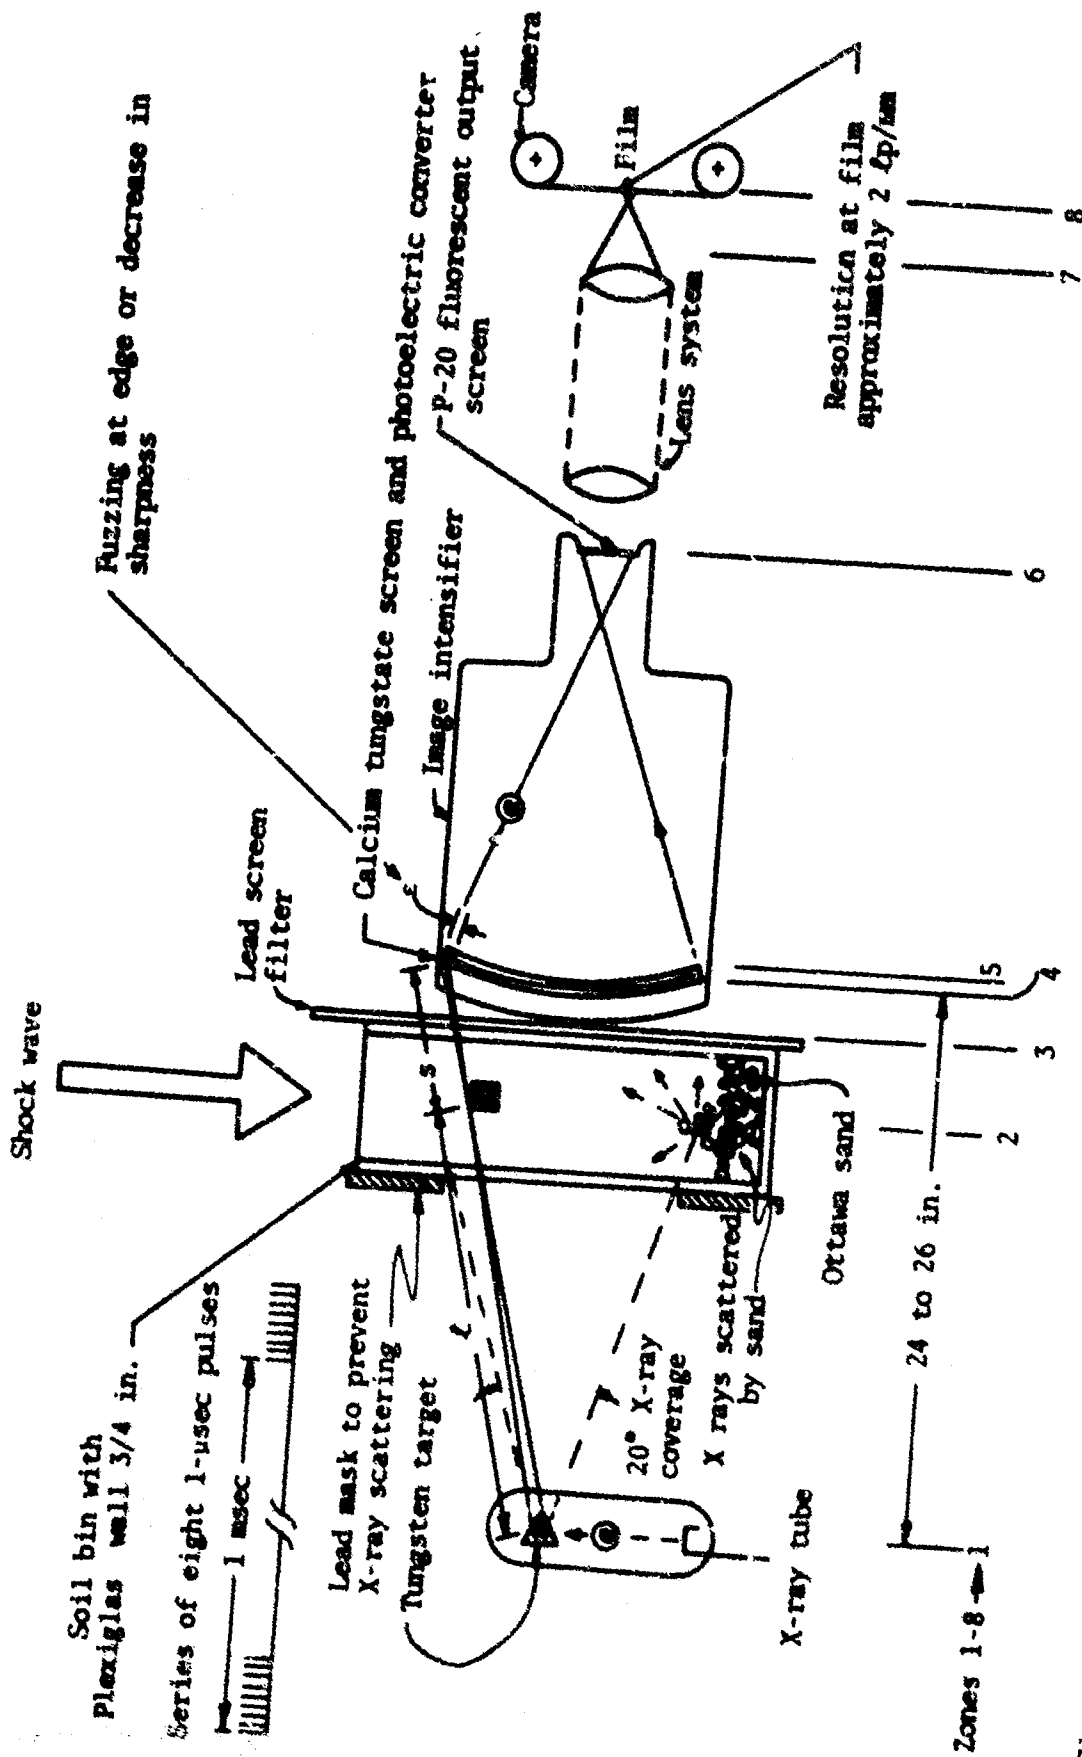 Shock wave
Fuzzing at edge or decrease in
sharpness
Soil bin with
Plexiglas wall 3/4 in.
Series of eight 1-µsec pulses
1 msec
Lead screen
filter
Calcium tungstate screen and photoelectric converter
Image intensifier
P-20 fluorescent output
screen
Camera
Film
Lens system
Resolution at film
approximately 2 ℓp/mm
Lead mask to prevent
X-ray scattering
Tungsten target
ℓ
s
ε
e
e
20° X-ray
coverage
X rays scattered
by sand
Ottawa sand
X-ray tube
24 to 26 in.
Zones 1-8
1
2
3
4
5
6
7
8